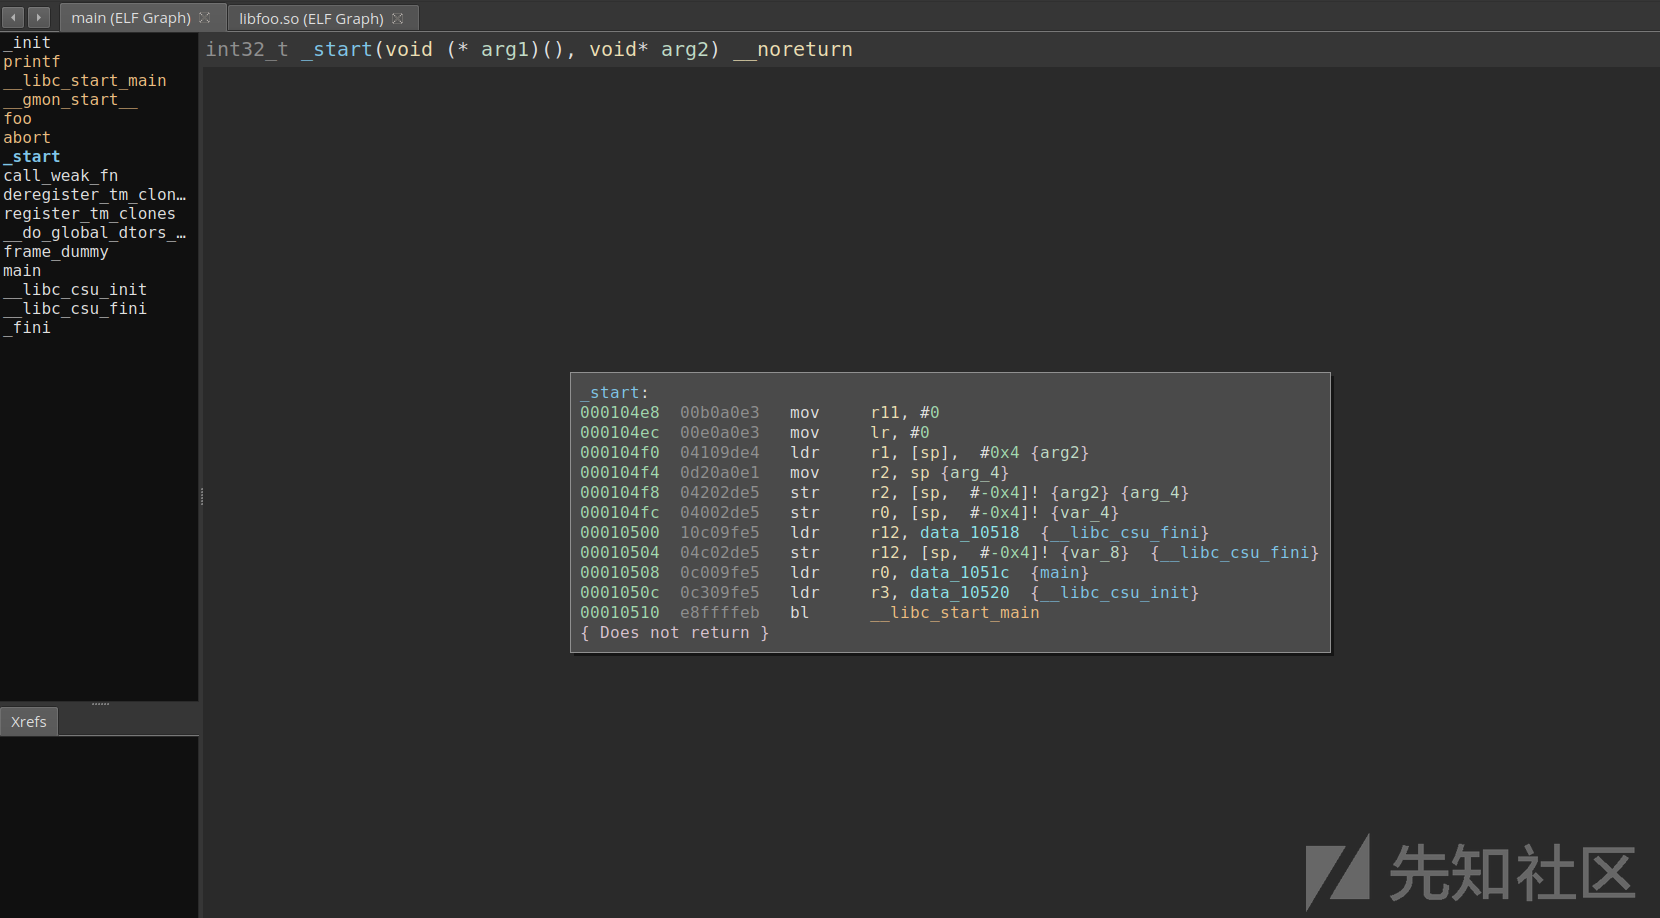 main (ELF Graph)
libfoo.so (ELF Graph)
_init
printf
__libc_start_main
__gmon_start__
foo
abort
_start
call_weak_fn
deregister_tm_clon…
register_tm_clones
__do_global_dtors_…
frame_dummy
main
__libc_csu_init
__libc_csu_fini
_fini
Xrefs
int32_t _start(void (* arg1)(), void* arg2) __noreturn
_start:
000104e8 00b0a0e3 mov r11, #0
000104ec 00e0a0e3 mov lr, #0
000104f0 04109de4 ldr r1, [sp], #0x4 {arg2}
000104f4 0d20a0e1 mov r2, sp {arg_4}
000104f8 04202de5 str r2, [sp, #-0x4]! {arg2} {arg_4}
000104fc 04002de5 str r0, [sp, #-0x4]! {var_4}
00010500 10c09fe5 ldr r12, data_10518 {__libc_csu_fini}
00010504 04c02de5 str r12, [sp, #-0x4]! {var_8} {__libc_csu_fini}
00010508 0c009fe5 ldr r0, data_1051c {main}
0001050c 0c309fe5 ldr r3, data_10520 {__libc_csu_init}
00010510 e8ffffeb bl __libc_start_main
{ Does not return }
先知社区